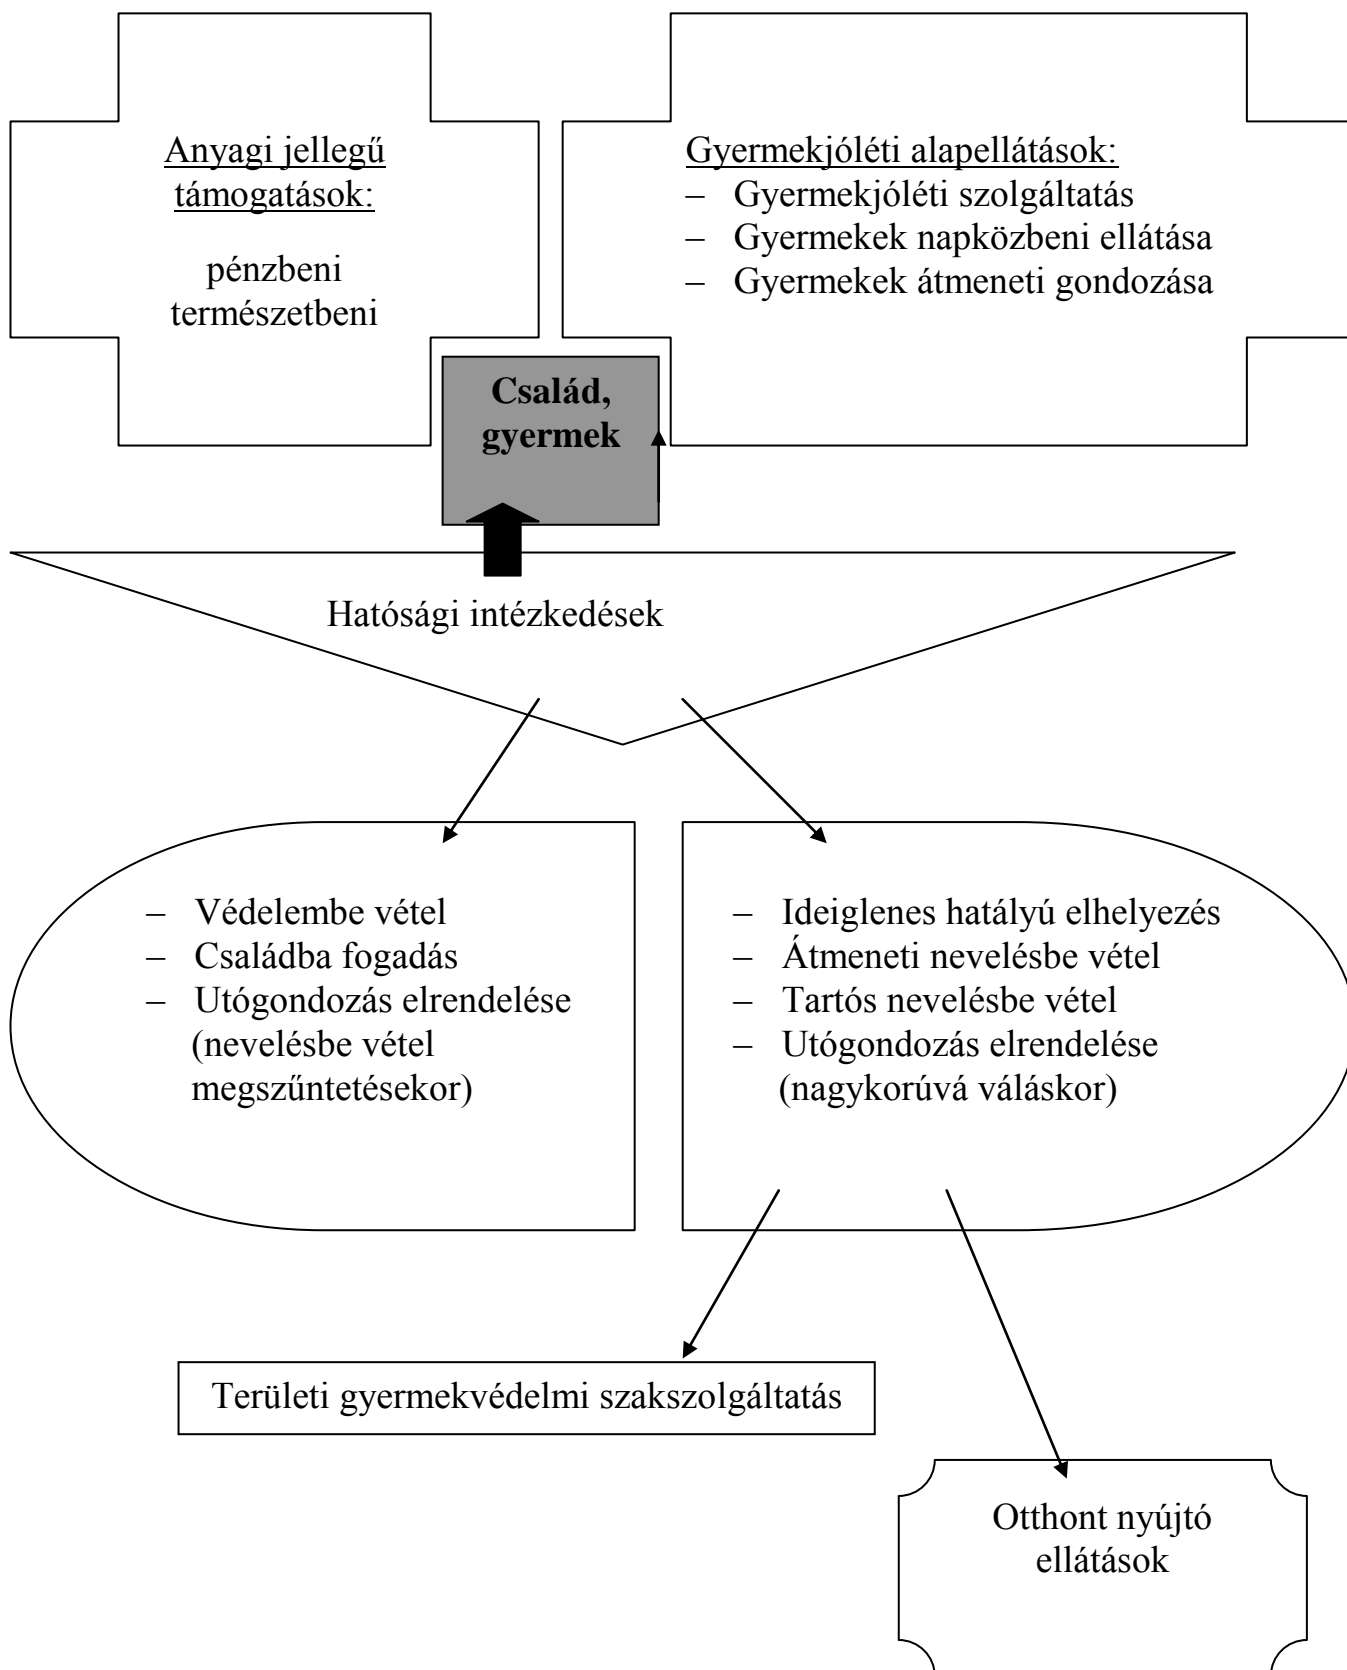 Anyagi jellegű
támogatások:
pénzbeni
természetbeni
Gyermekjóléti alapellátások:
– Gyermekjóléti szolgáltatás
– Gyermekek napközbeni ellátása
– Gyermekek átmeneti gondozása
Család,
gyermek
Hatósági intézkedések
– Védelembe vétel
– Családba fogadás
– Utógondozás elrendelése
(nevelésbe vétel
megszűntetésekor)
– Ideiglenes hatályú elhelyezés
– Átmeneti nevelésbe vétel
– Tartós nevelésbe vétel
– Utógondozás elrendelése
(nagykorúvá váláskor)
Területi gyermekvédelmi szakszolgáltatás
Otthont nyújtó
ellátások